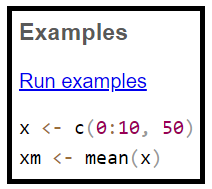 Examples
Run examples
x <- c(0:10, 50)
xm <- mean(x)